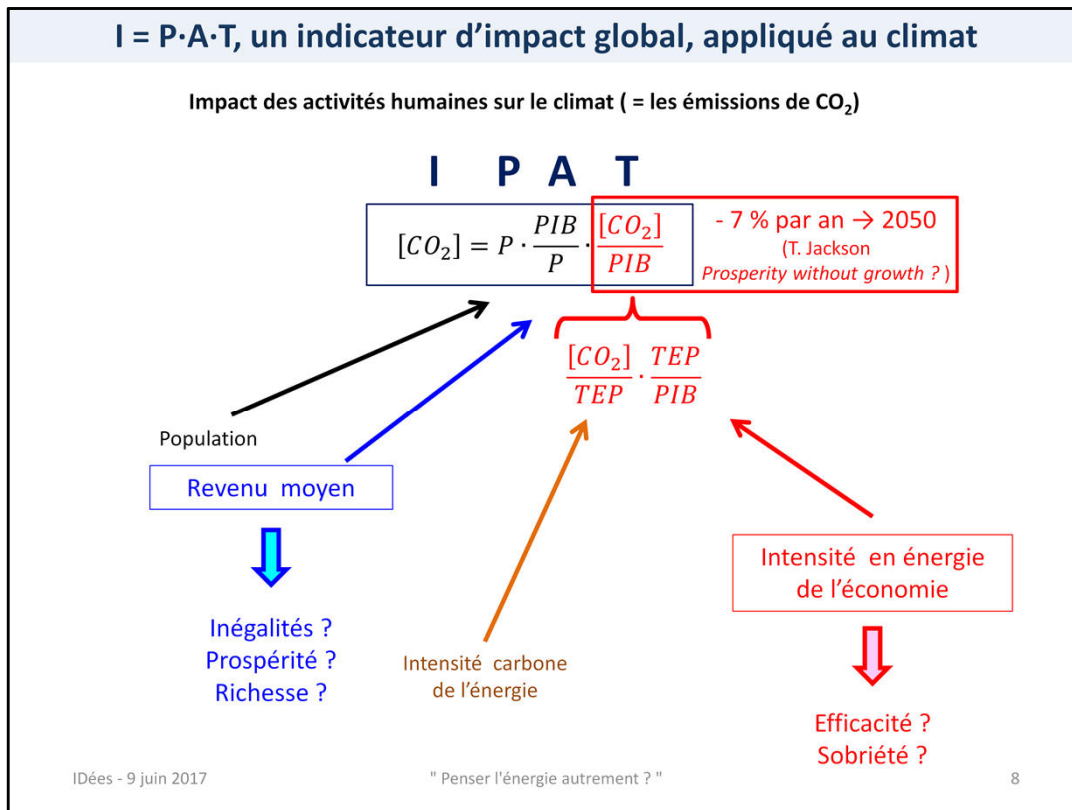 I = P·A·T, un indicateur d’impact global, appliqué au climat
Impact des activités humaines sur le climat ( = les émissions de CO₂)
I P A T
[CO₂] = P · PIB/P · [CO₂]/PIB
- 7 % par an → 2050
(T. Jackson
Prosperity without growth ? )
[CO₂]/TEP · TEP/PIB
Population
Revenu moyen
Inégalités ?
Prospérité ?
Richesse ?
Intensité carbone
de l’énergie
Intensité en énergie
de l’économie
Efficacité ?
Sobriété ?
IDées - 9 juin 2017
" Penser l'énergie autrement ? "
8